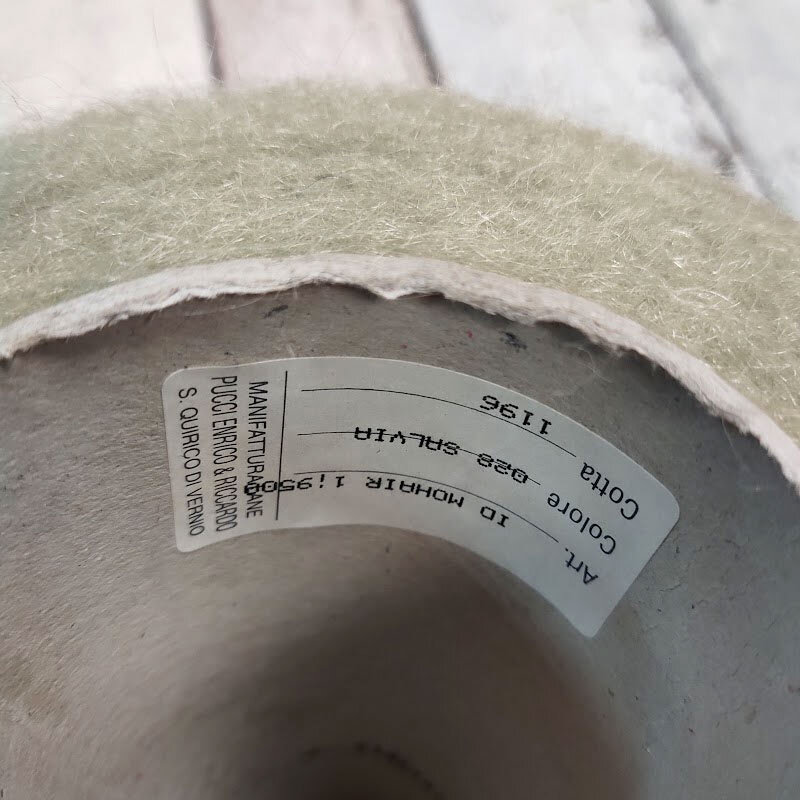 MANIFATTURA LANE
PUCCI ENRICO & RICCARDO
S. QUIRICO DI VERNIO
Art. ID MOHAIR 1;9500
Colore 028 SALVIA
Cotta 1196